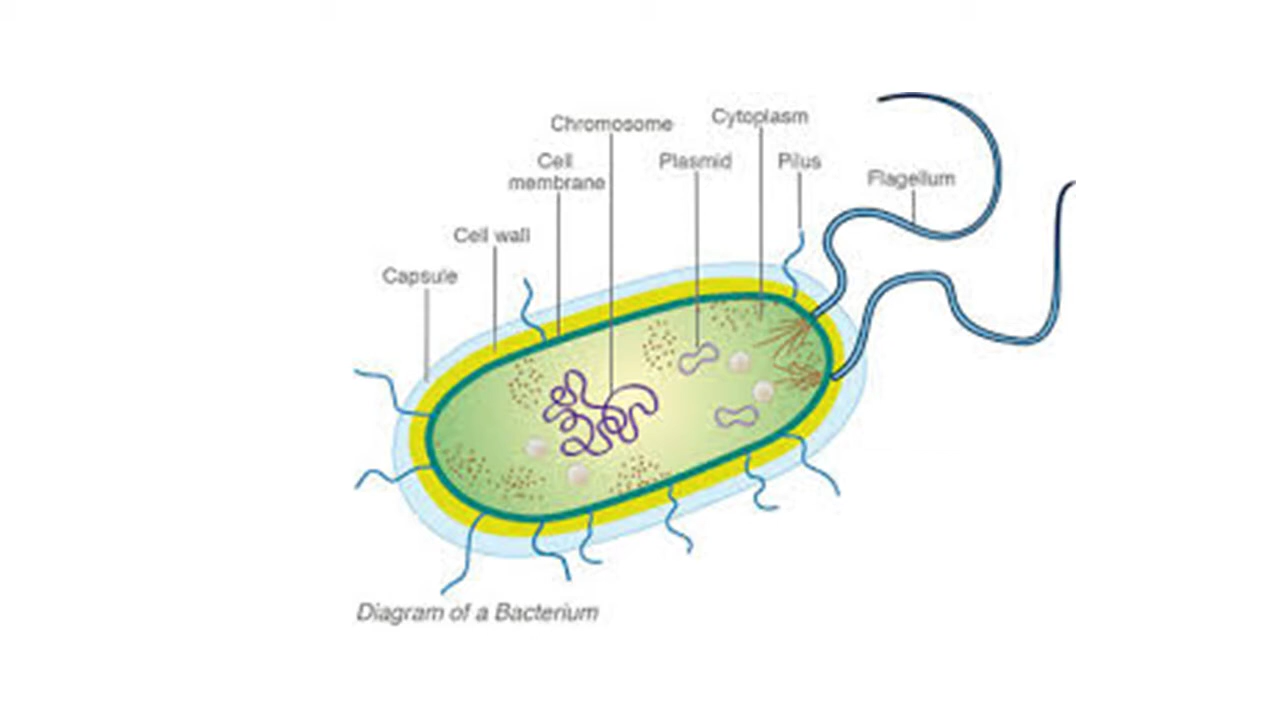 Chromosome
Cytoplasm
Cell
membrane
Plasmid
Pilus
Flagellum
Cell wall
Capsule
Diagram of a Bacterium